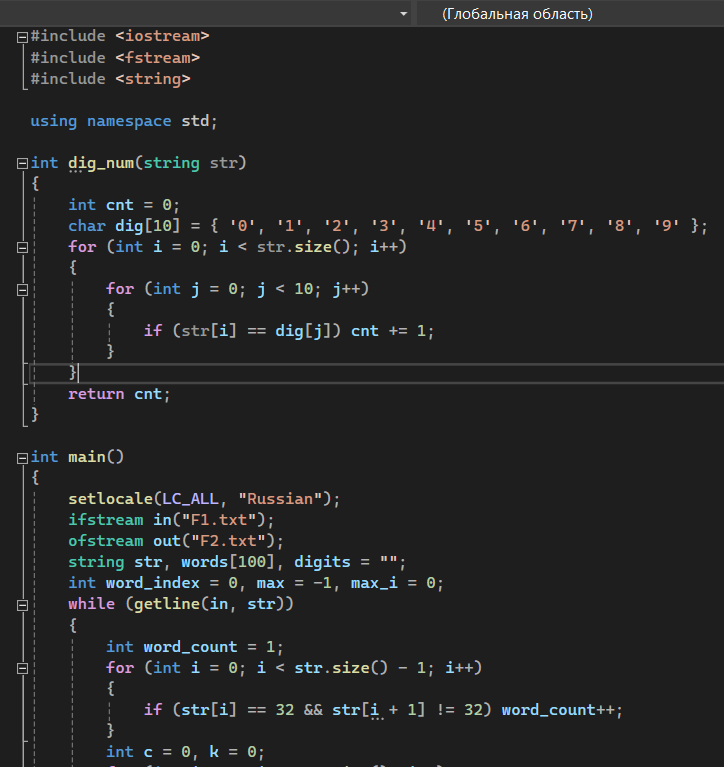 (Глобальная область)
#include <iostream>
#include <fstream>
#include <string>
using namespace std;
int dig_num(string str)
{
int cnt = 0;
char dig[10] = { '0', '1', '2', '3', '4', '5', '6', '7', '8', '9' };
for (int i = 0; i < str.size(); i++)
{
for (int j = 0; j < 10; j++)
{
if (str[i] == dig[j]) cnt += 1;
}
}
return cnt;
}
int main()
{
setlocale(LC_ALL, "Russian");
ifstream in("F1.txt");
ofstream out("F2.txt");
string str, words[100], digits = "";
int word_index = 0, max = -1, max_i = 0;
while (getline(in, str))
{
int word_count = 1;
for (int i = 0; i < str.size() - 1; i++)
{
if (str[i] == 32 && str[i + 1] != 32) word_count++;
}
int c = 0, k = 0;